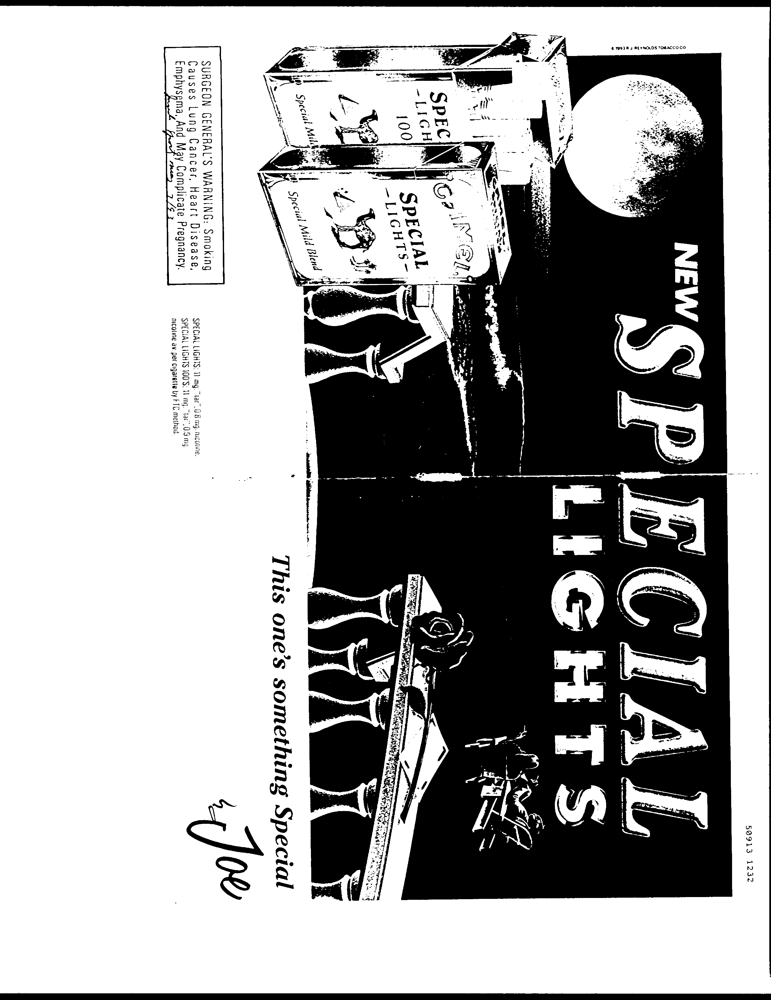 © 1993 R J REYNOLDS TOBACCO CO
NEW SPECIAL
LIGHTS
SPEC
-LIGH
100
Special Mil
CAMEL
SPECIAL
-LIGHTS-
Special Mild Blend
This one's something Special
Joe
SURGEON GENERAL'S WARNING: Smoking
Causes Lung Cancer, Heart Disease,
Emphysema, And May Complicate Pregnancy.
SPECIAL LIGHTS: 11 mg. "tar", 0.8 mg. nicotine,
SPECIAL LIGHTS 100'S: 11 mg. "tar", 0.9 mg.
nicotine av. per cigarette by FTC method.
50913 1232